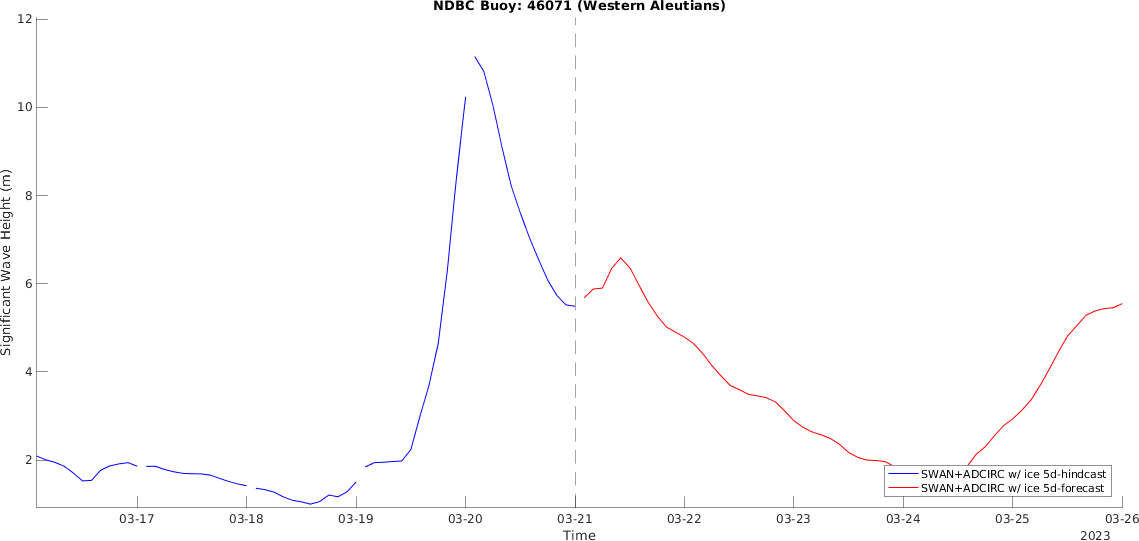 NDBC Buoy: 46071 (Western Aleutians)
12
10
8
6
4
2
Significant Wave Height (m)
SWAN+ADCIRC w/ ice 5d-hindcast
SWAN+ADCIRC w/ ice 5d-forecast
03-17 03-18 03-19 03-20 03-21 03-22 03-23 03-24 03-25 03-26
Time
2023